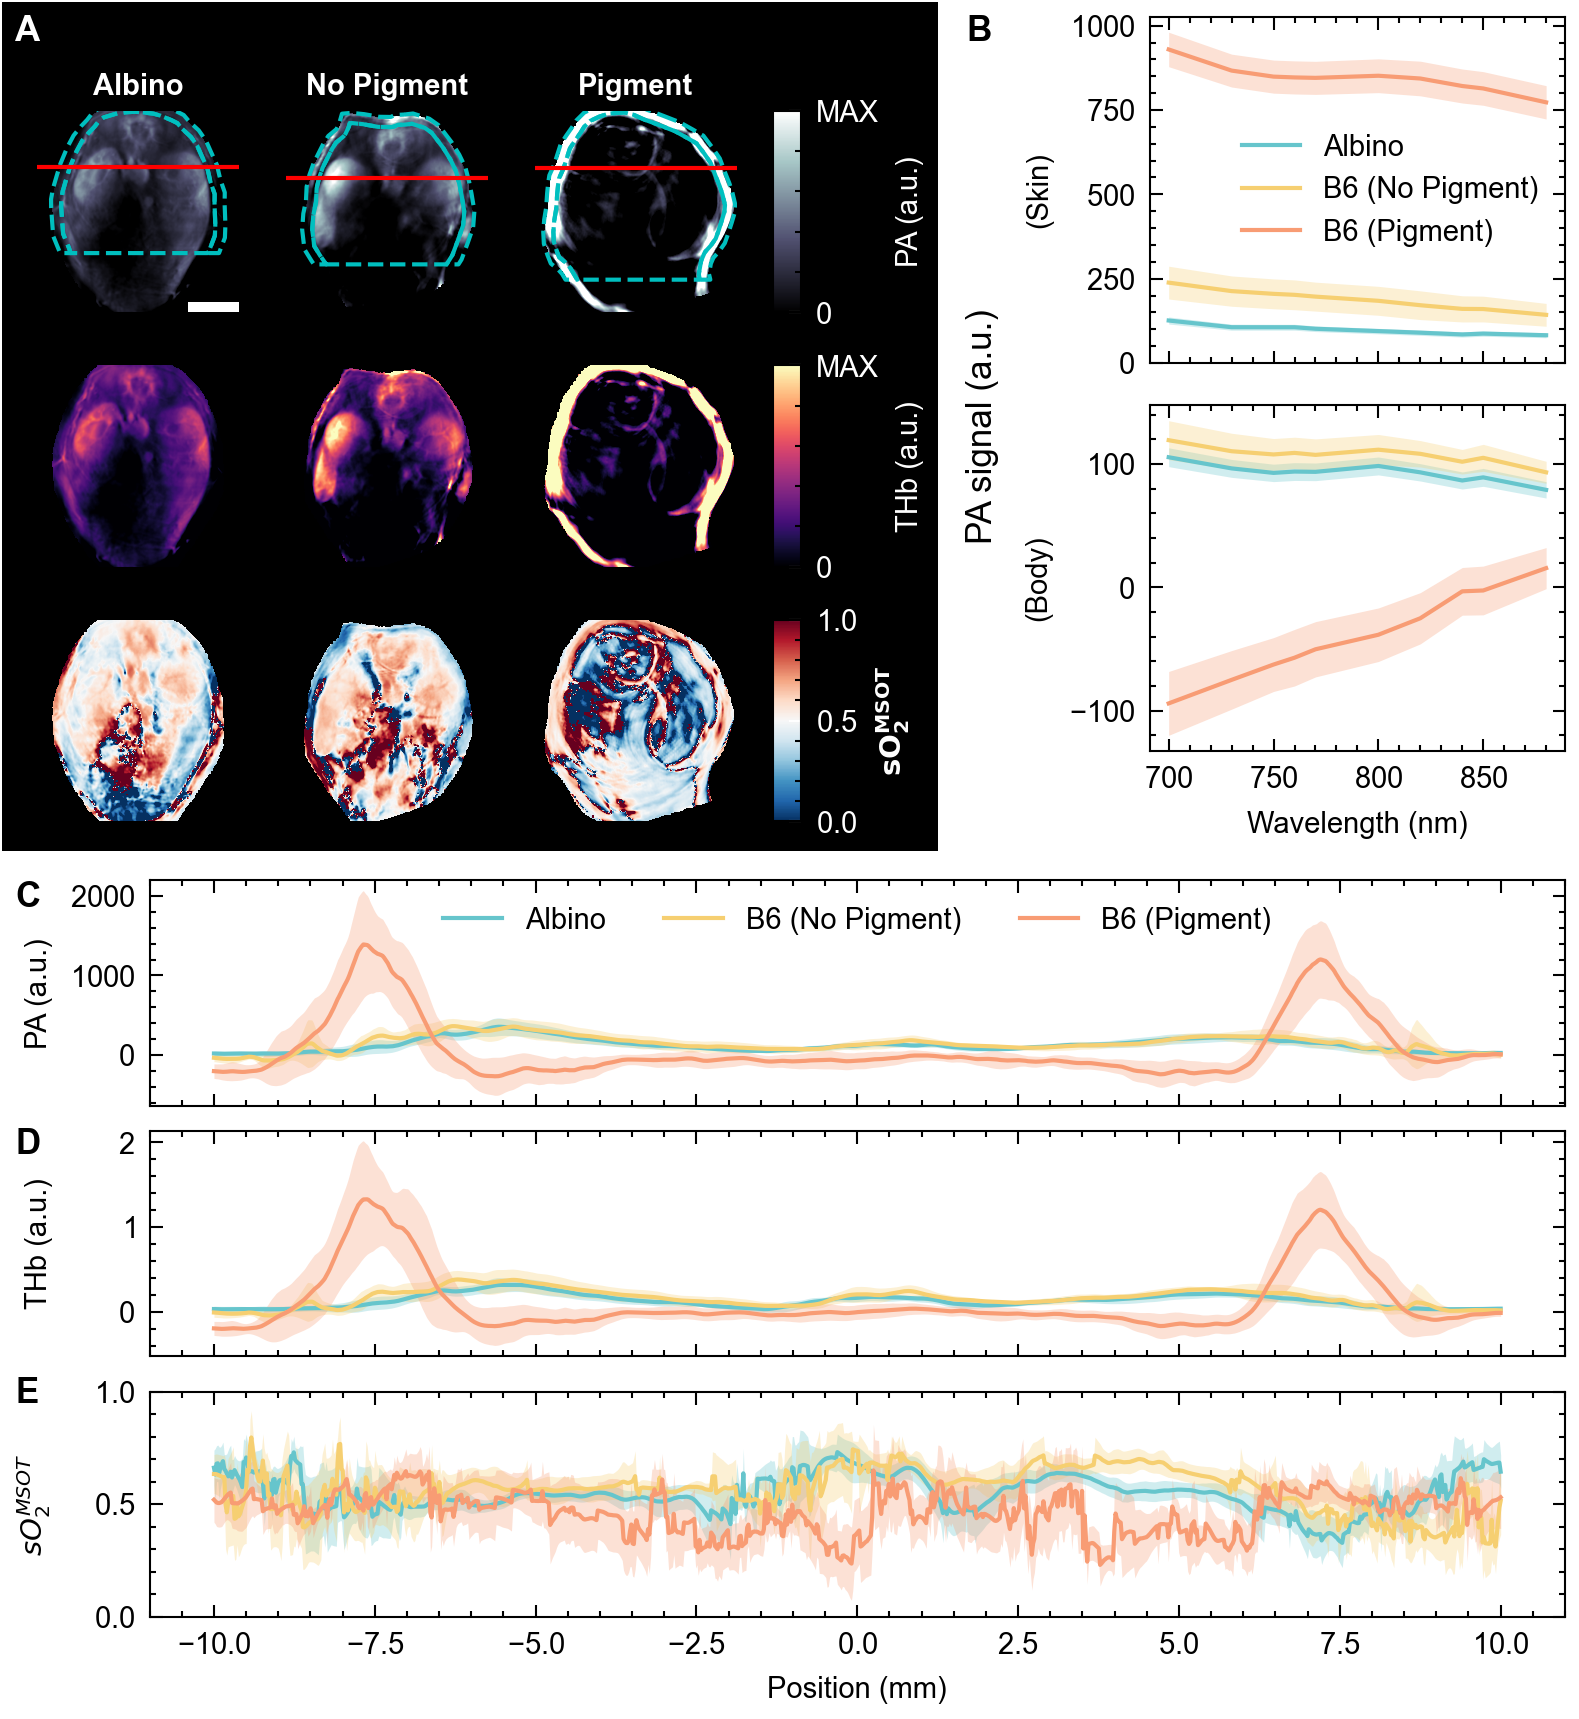 A
Albino
No Pigment
Pigment
MAX
PA (a.u.)
0
MAX
THb (a.u.)
0
1.0
0.5
0.0
sO₂ᴹˢᴼᵀ
B
1000
750
500
250
0
(Skin)
Albino
B6 (No Pigment)
B6 (Pigment)
PA signal (a.u.)
100
0
−100
(Body)
700 750 800 850
Wavelength (nm)
C
2000
1000
0
PA (a.u.)
Albino B6 (No Pigment) B6 (Pigment)
D
2
1
0
THb (a.u.)
E
1.0
0.5
0.0
sO₂ᴹˢᴼᵀ
−10.0 −7.5 −5.0 −2.5 0.0 2.5 5.0 7.5 10.0
Position (mm)